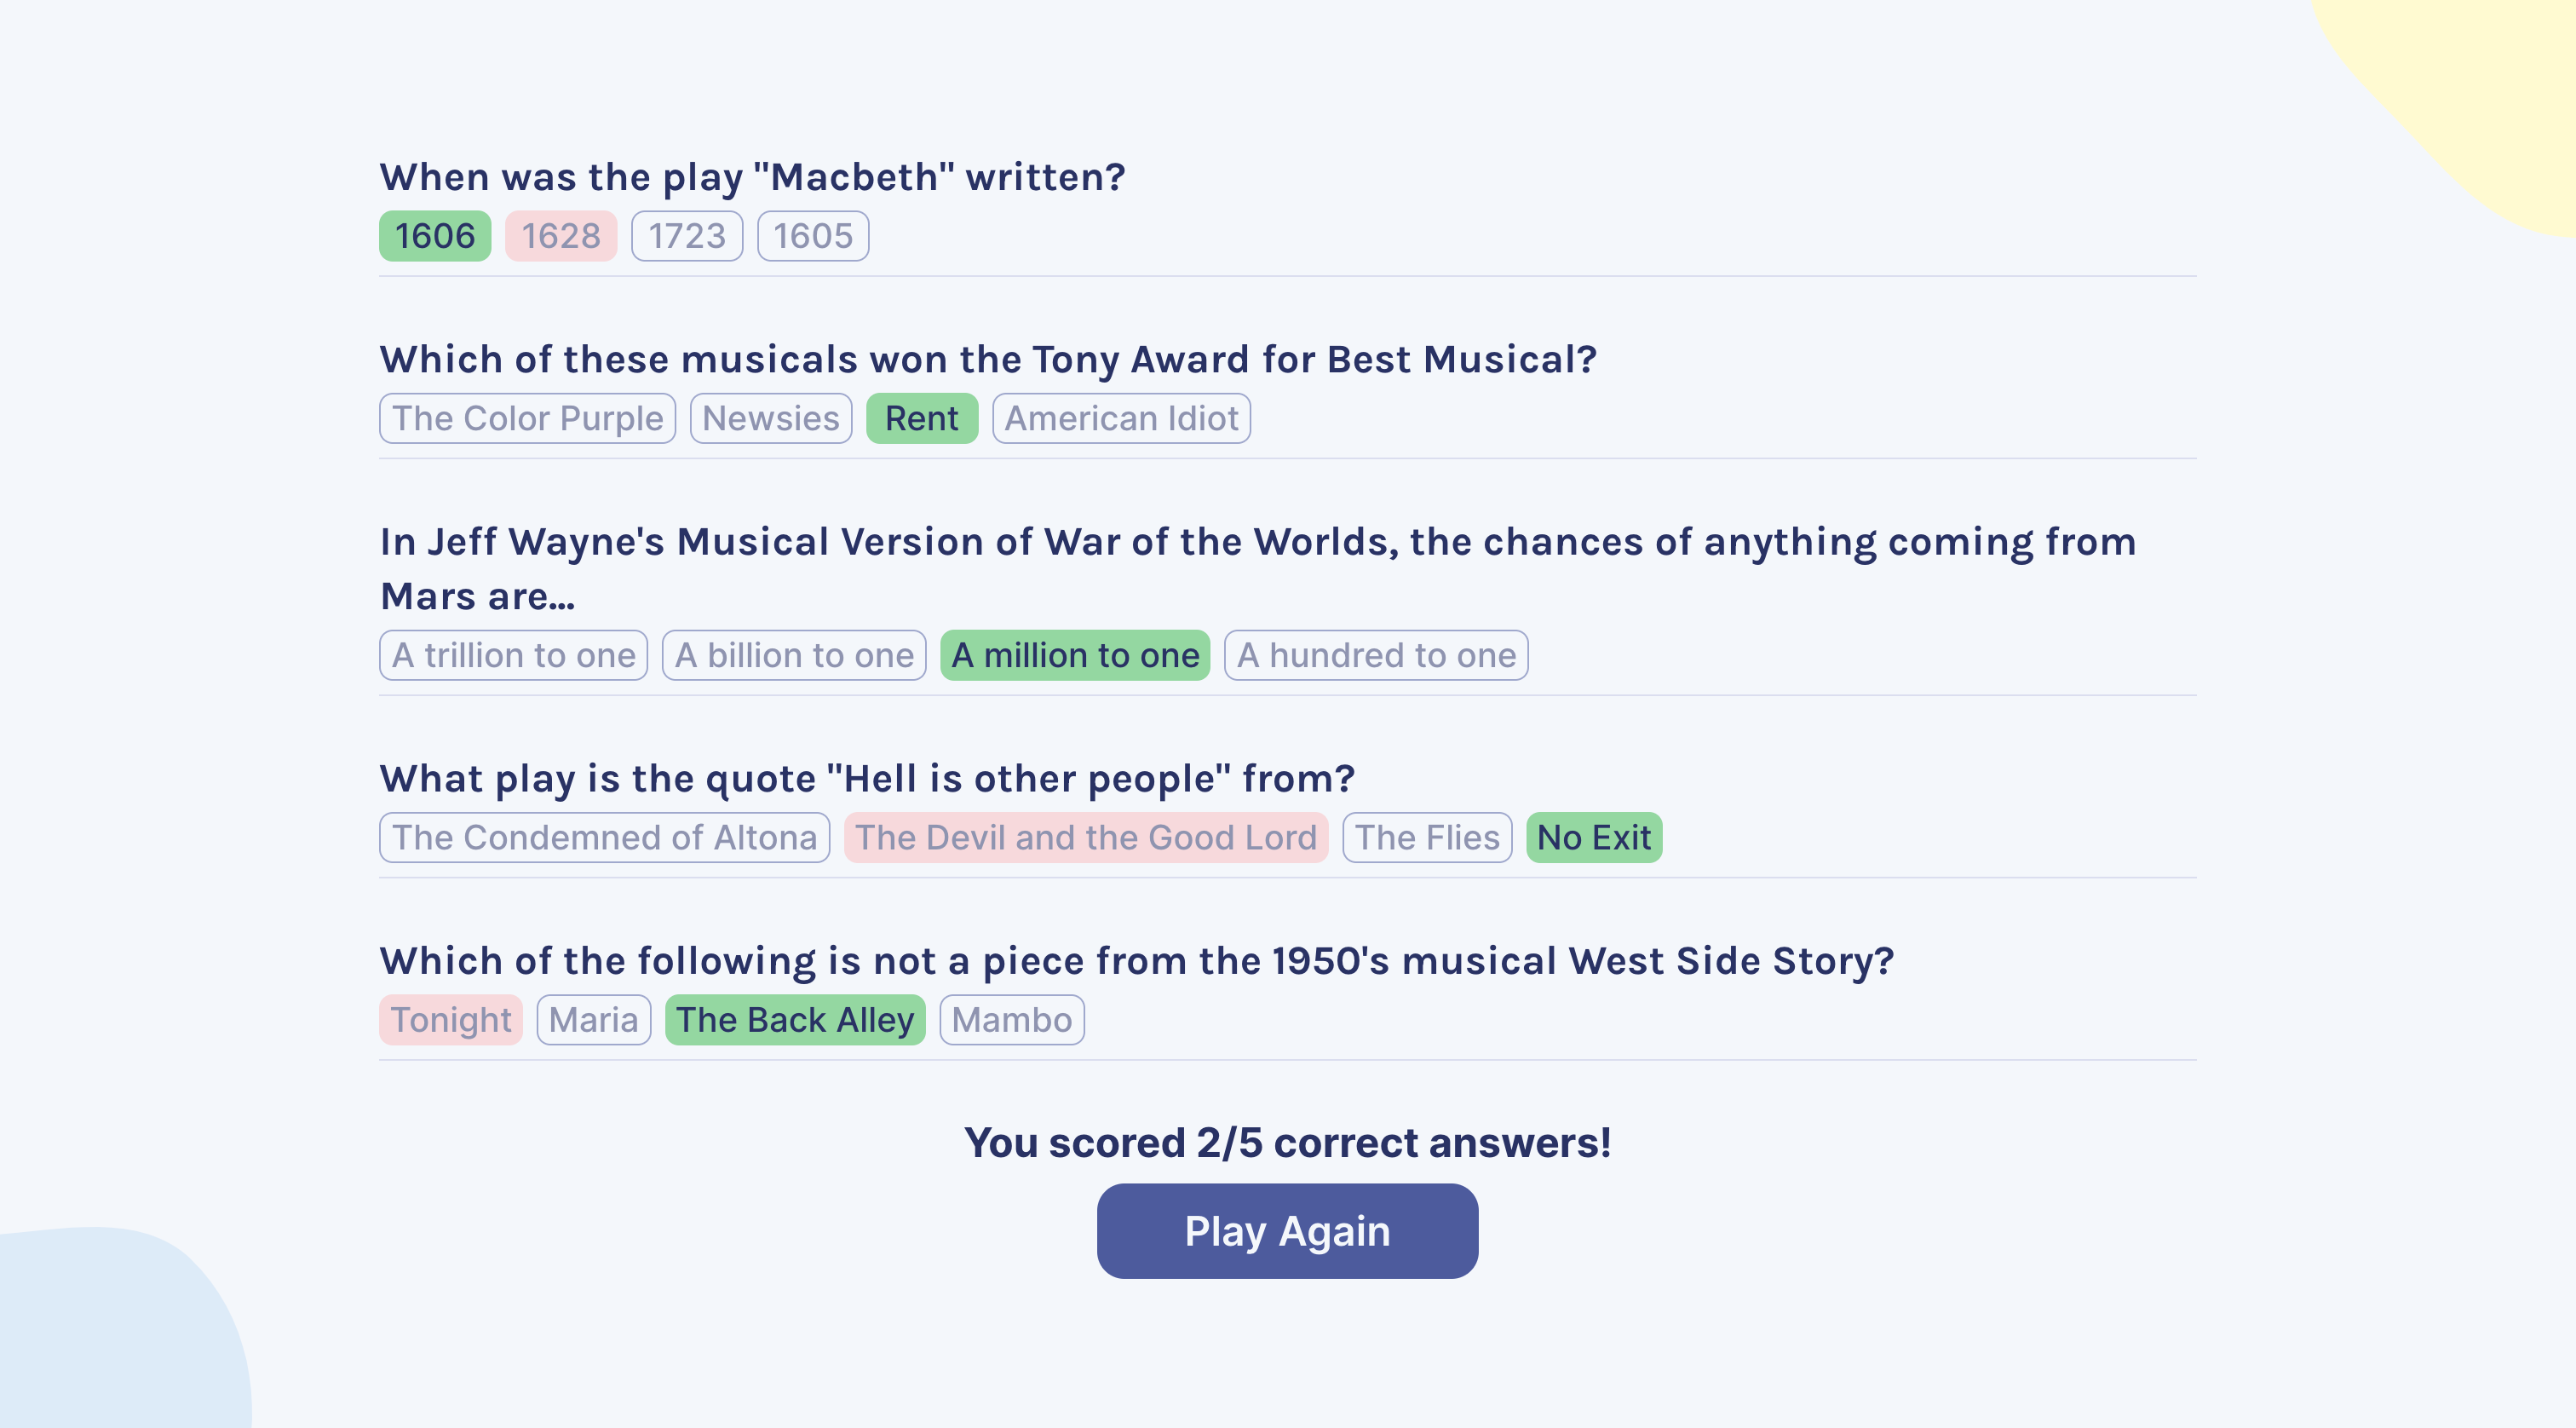 When was the play "Macbeth" written?
1606 1628 1723 1605
Which of these musicals won the Tony Award for Best Musical?
The Color Purple Newsies Rent American Idiot
In Jeff Wayne's Musical Version of War of the Worlds, the chances of anything coming from
Mars are...
A trillion to one A billion to one A million to one A hundred to one
What play is the quote "Hell is other people" from?
The Condemned of Altona The Devil and the Good Lord The Flies No Exit
Which of the following is not a piece from the 1950's musical West Side Story?
Tonight Maria The Back Alley Mambo
You scored 2/5 correct answers!
Play Again